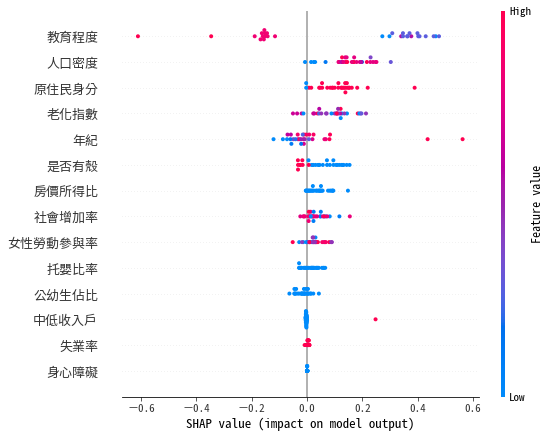 High
教育程度
人口密度
原住民身分
老化指數
年紀
是否有殼
房價所得比
社會增加率
女性勞動參與率
托嬰比率
公幼生佔比
中低收入戶
失業率
身心障礙
Feature value
Low
−0.6 −0.4 −0.2 0.0 0.2 0.4 0.6
SHAP value (impact on model output)